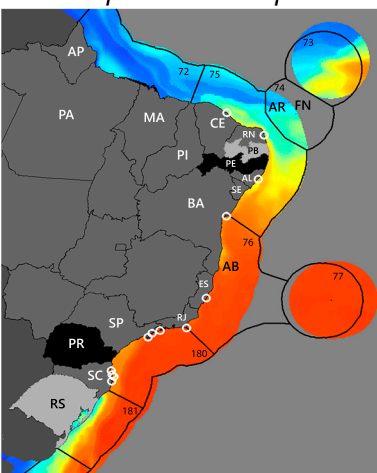 73
AP
72
75
74
AR
FN
PA
MA
CE
RN
PI
PB
PE
AL
SE
BA
76
AB
77
ES
SP
RJ
180
PR
SC
181
RS